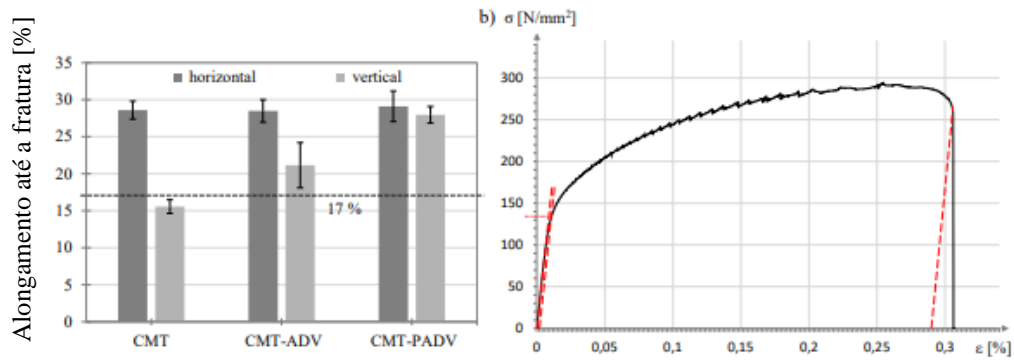 Alongamento até a fratura [%]
35
30
25
20
15
10
5
0
horizontal
vertical
17 %
CMT
CMT-ADV
CMT-PADV
b) σ [N/mm²]
300
250
200
150
100
50
0
0
0,05
0,1
0,15
0,2
0,25
0,3
ε [%]